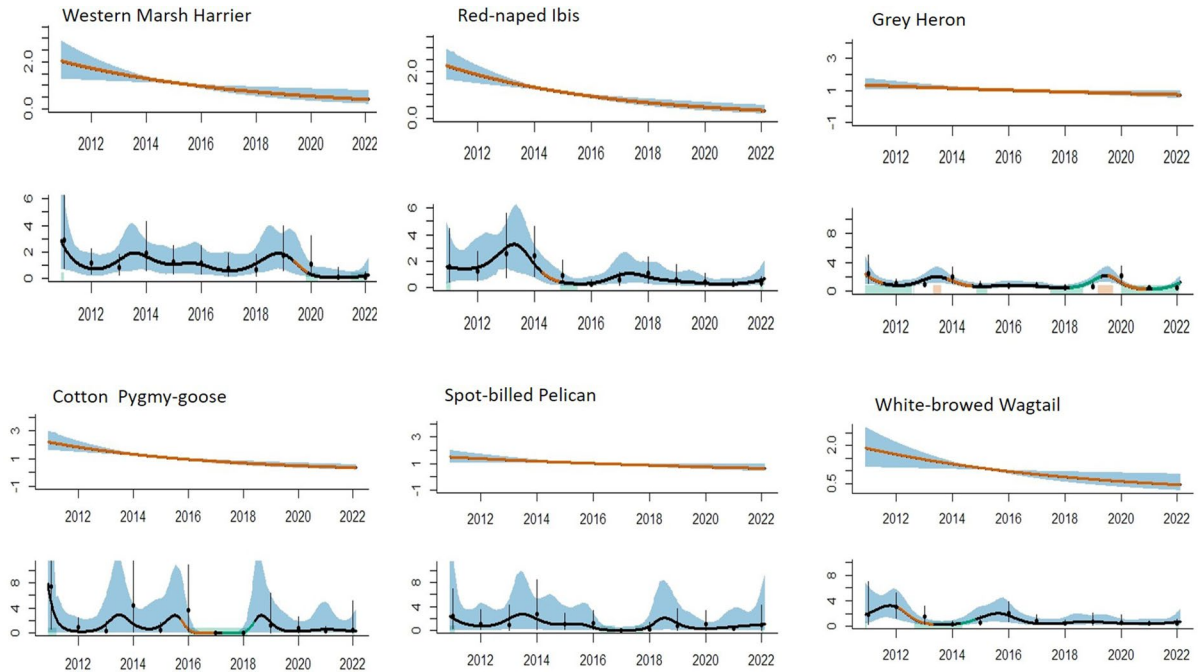 Western Marsh Harrier
Red-naped Ibis
Grey Heron
0.0 2.0
2012 2014 2016 2018 2020 2022
0.0 2.0
2012 2014 2016 2018 2020 2022
-1 1 3
2012 2014 2016 2018 2020 2022
0 2 4 6
2012 2014 2016 2018 2020 2022
0 2 4 6
2012 2014 2016 2018 2020 2022
0 4 8
2012 2014 2016 2018 2020 2022
Cotton Pygmy-goose
Spot-billed Pelican
White-browed Wagtail
-1 1 3
2012 2014 2016 2018 2020 2022
-1 1 3
2012 2014 2016 2018 2020 2022
0.5 2.0
2012 2014 2016 2018 2020 2022
0 4 8
2012 2014 2016 2018 2020 2022
0 4 8
2012 2014 2016 2018 2020 2022
0 4 8
2012 2014 2016 2018 2020 2022